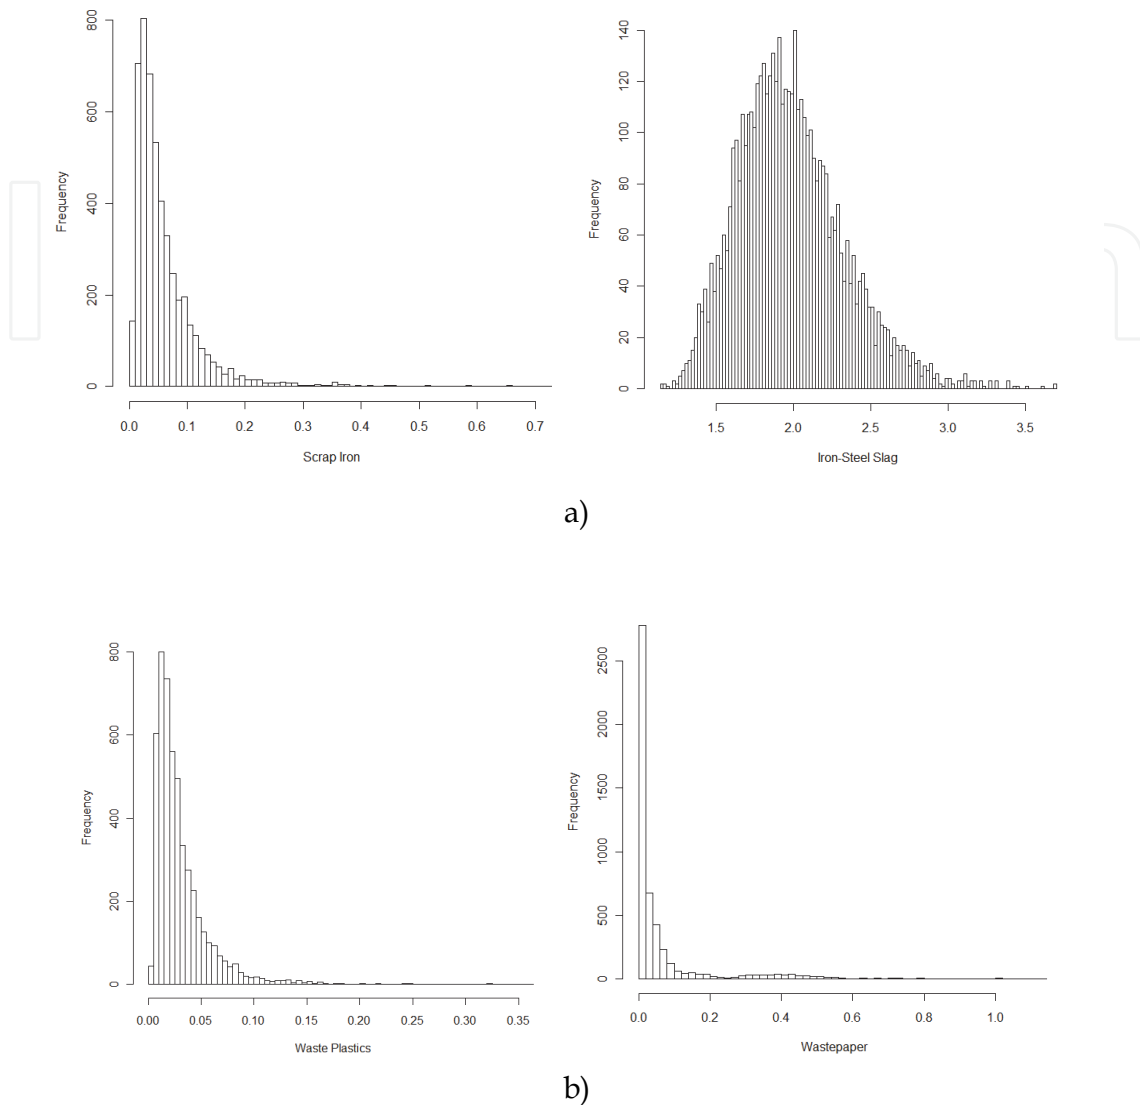 Frequency
0 200 400 600 800
0.0 0.1 0.2 0.3 0.4 0.5 0.6 0.7
Scrap Iron
Frequency
0 20 40 60 80 100 120 140
1.5 2.0 2.5 3.0 3.5
Iron-Steel Slag
a)
Frequency
0 200 400 600 800
0.00 0.05 0.10 0.15 0.20 0.25 0.30 0.35
Waste Plastics
Frequency
0 500 1000 1500 2000 2500
0.0 0.2 0.4 0.6 0.8 1.0
Wastepaper
b)